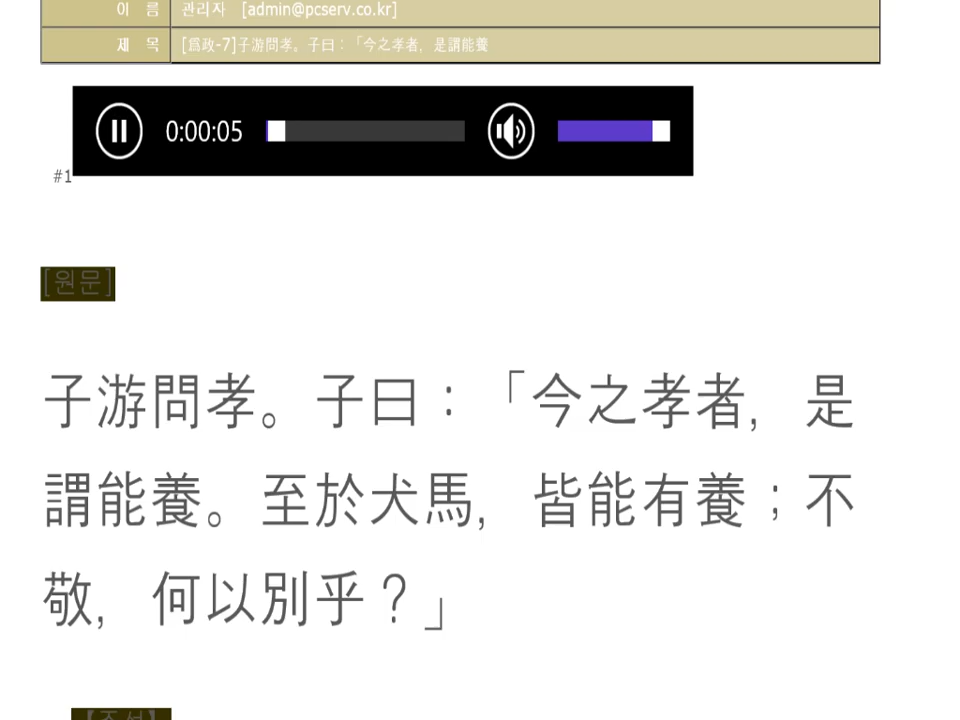 이 름 관리자 [admin@pcserv.co.kr]
제 목 [爲政-7]子游問孝。子曰：「今之孝者, 是謂能養
0:00:05
#1
[원문]
子游問孝。子曰：「今之孝者, 是
謂能養。至於犬馬, 皆能有養；不
敬, 何以別乎？」